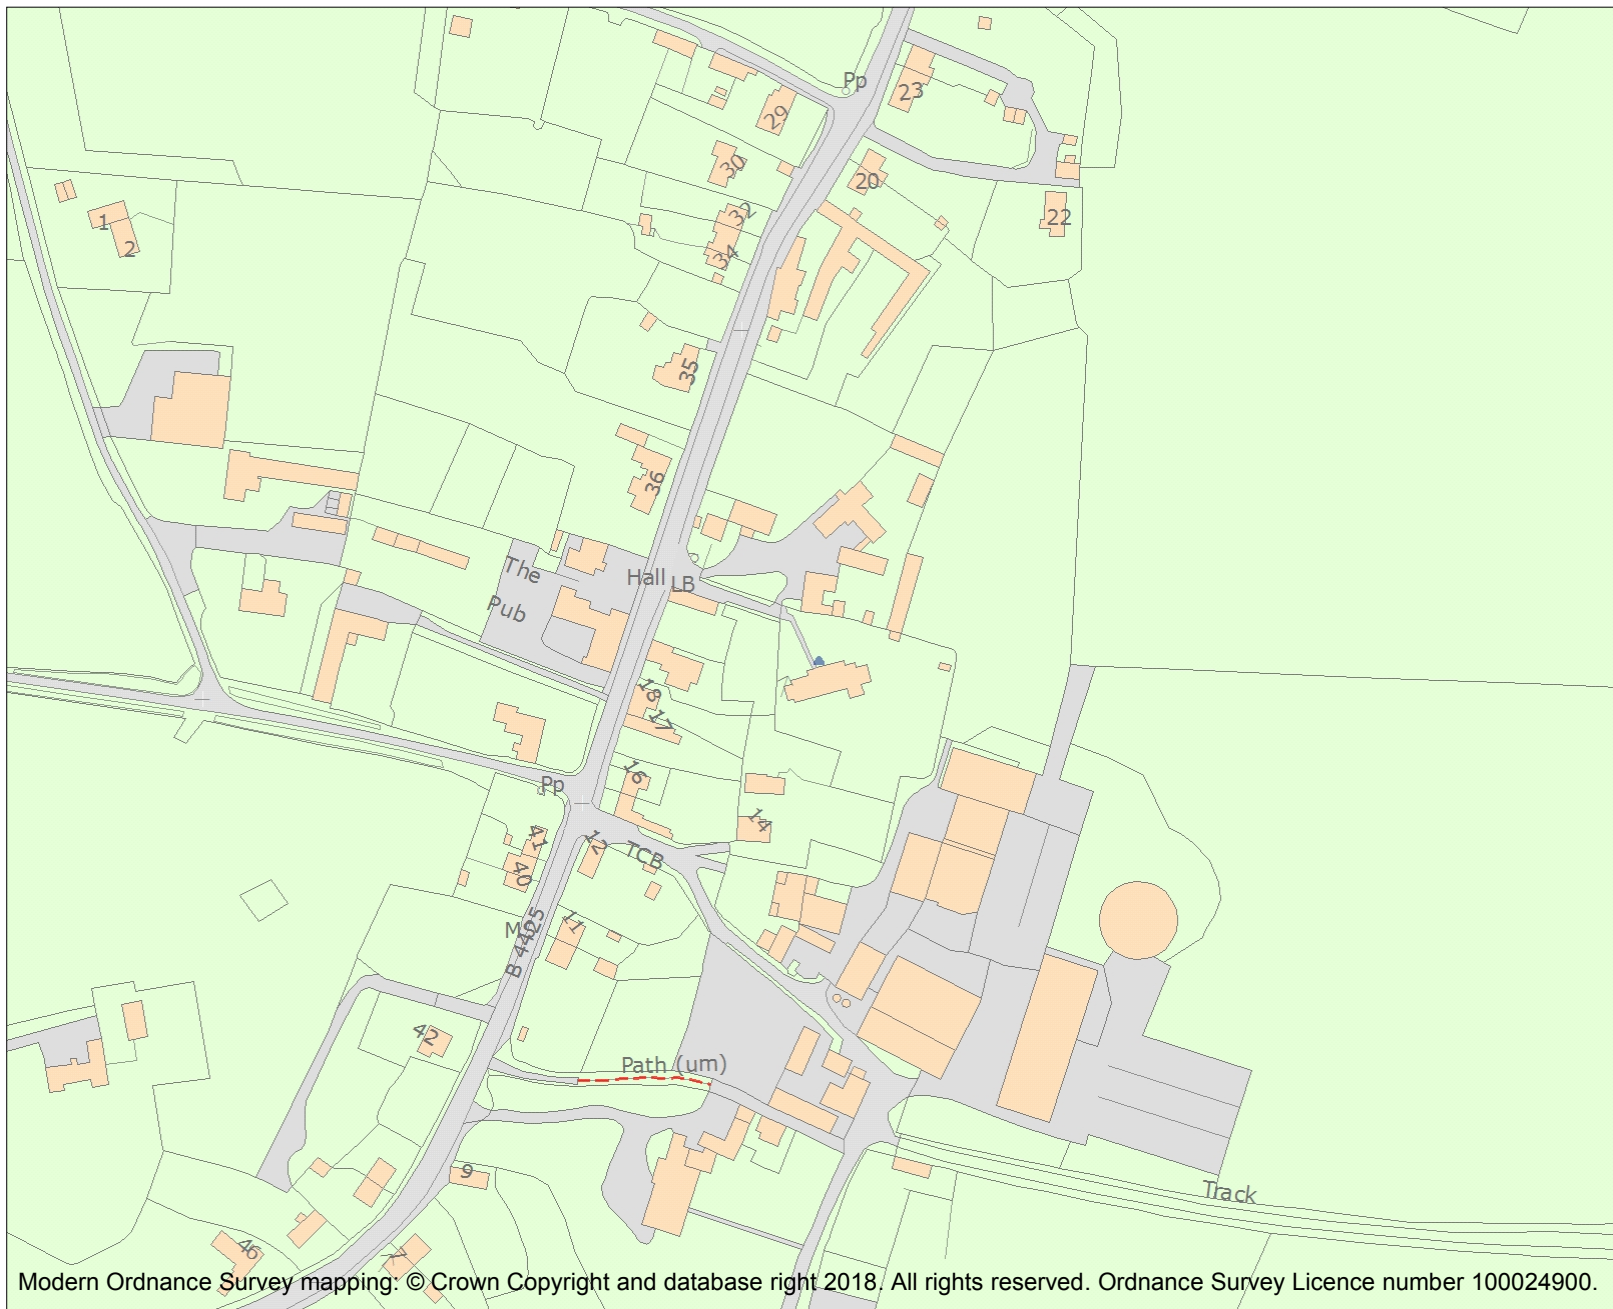 Pp
23
29
30
20
32
22
1
2
34
35
36
The
Hall
LB
Pub
18
17
16
Pp
14
41
12
TCB
40
11
B 4425
42
Path (um)
9
Track
46
7
Modern Ordnance Survey mapping: © Crown Copyright and database right 2018. All rights reserved. Ordnance Survey Licence number 100024900.